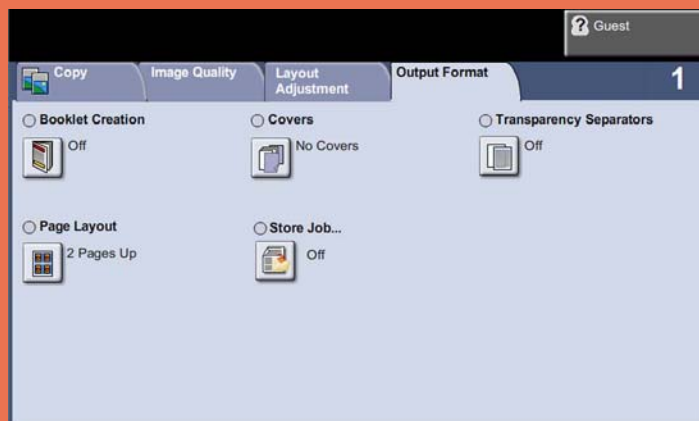 Guest
Copy
Image Quality
Layout
Adjustment
Output Format
1
Booklet Creation
Off
Covers
No Covers
Transparency Separators
Off
Page Layout
2 Pages Up
Store Job...
Off